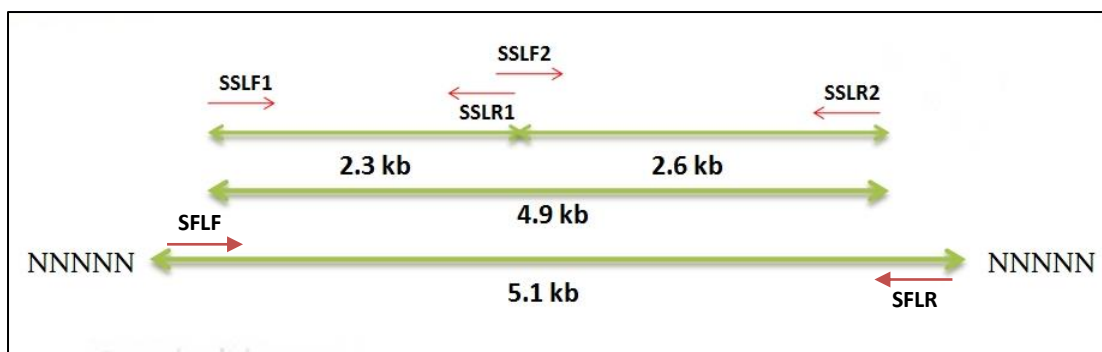 SSLF2
SSLF1
SSLR1
SSLR2
2.3 kb
2.6 kb
4.9 kb
SFLF
NNNNN
NNNNN
5.1 kb
SFLR